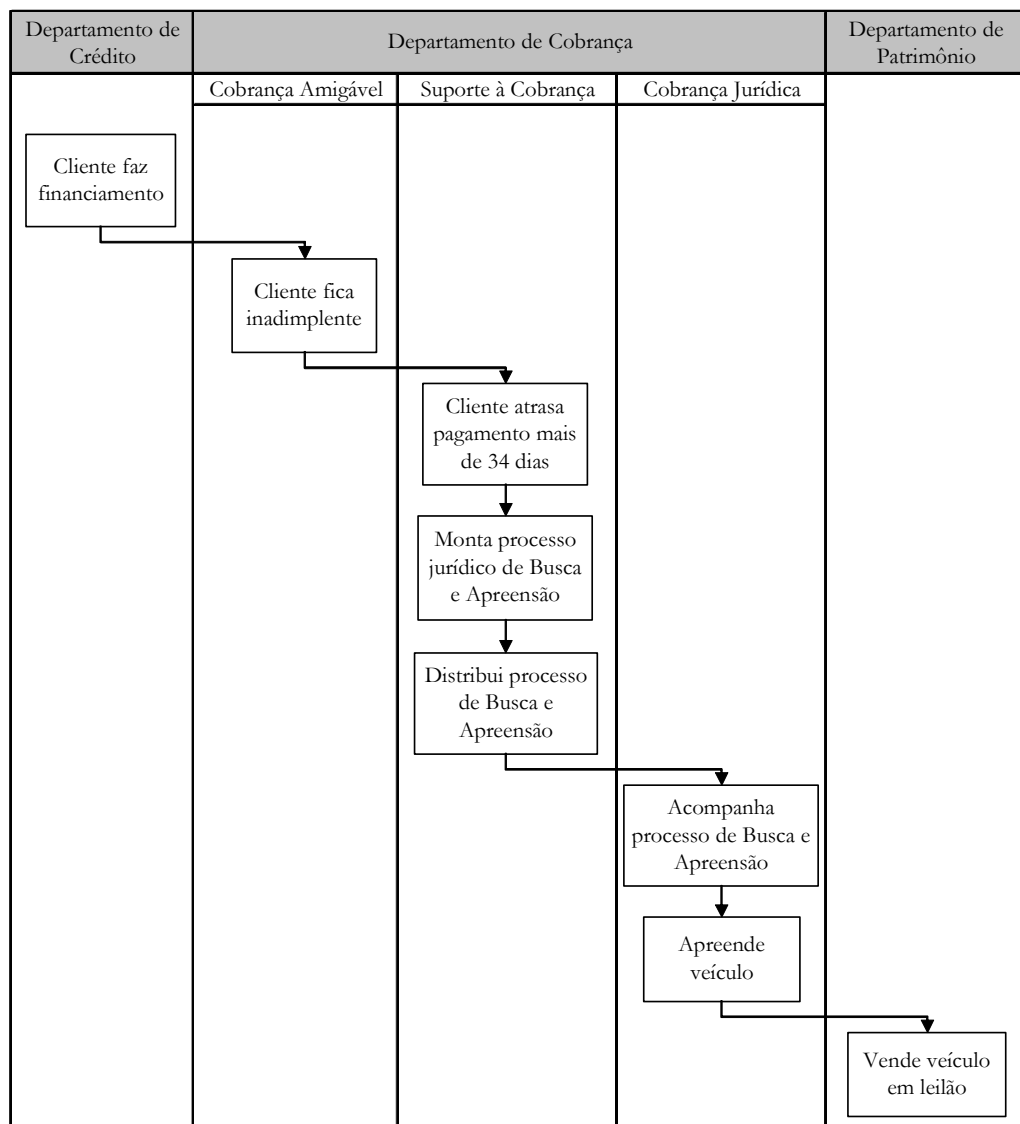 Departamento de
Crédito
Departamento de Cobrança
Departamento de
Patrimônio
Cobrança Amigável
Suporte à Cobrança
Cobrança Jurídica
Cliente faz
financiamento
Cliente fica
inadimplente
Cliente atrasa
pagamento mais
de 34 dias
Monta processo
jurídico de Busca
e Apreensão
Distribui processo
de Busca e
Apreensão
Acompanha
processo de Busca e
Apreensão
Apreende
veículo
Vende veículo
em leilão